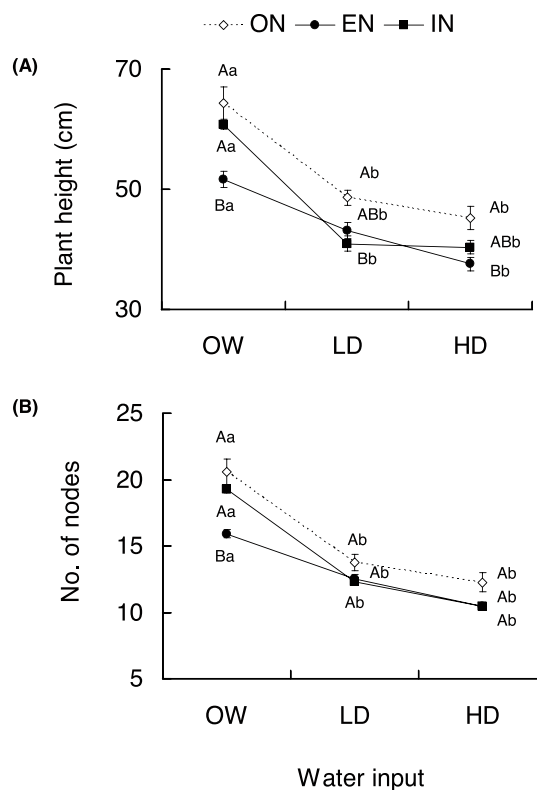 ON EN IN
(A)
70
Aa
Plant height (cm)
Aa
Ab
50
ABb
Ab
Ba
ABb
Bb
Bb
30
OW LD HD
(B)
25
Aa
20
No. of nodes
Aa
Ab
15
Ba
Ab
Ab
Ab
10
Ab
Ab
5
OW LD HD
Water input